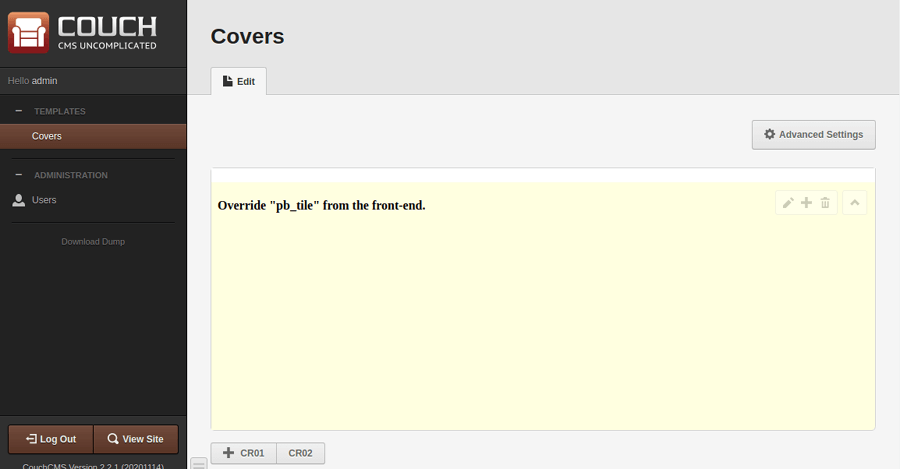 COUCH
CMS UNCOMPLICATED
Hello admin
TEMPLATES
Covers
ADMINISTRATION
Users
Download Dump
Log Out
View Site
CouchCMS Version 2.2.1 (20201114)
Covers
Edit
Advanced Settings
Override "pb_tile" from the front-end.
CR01
CR02